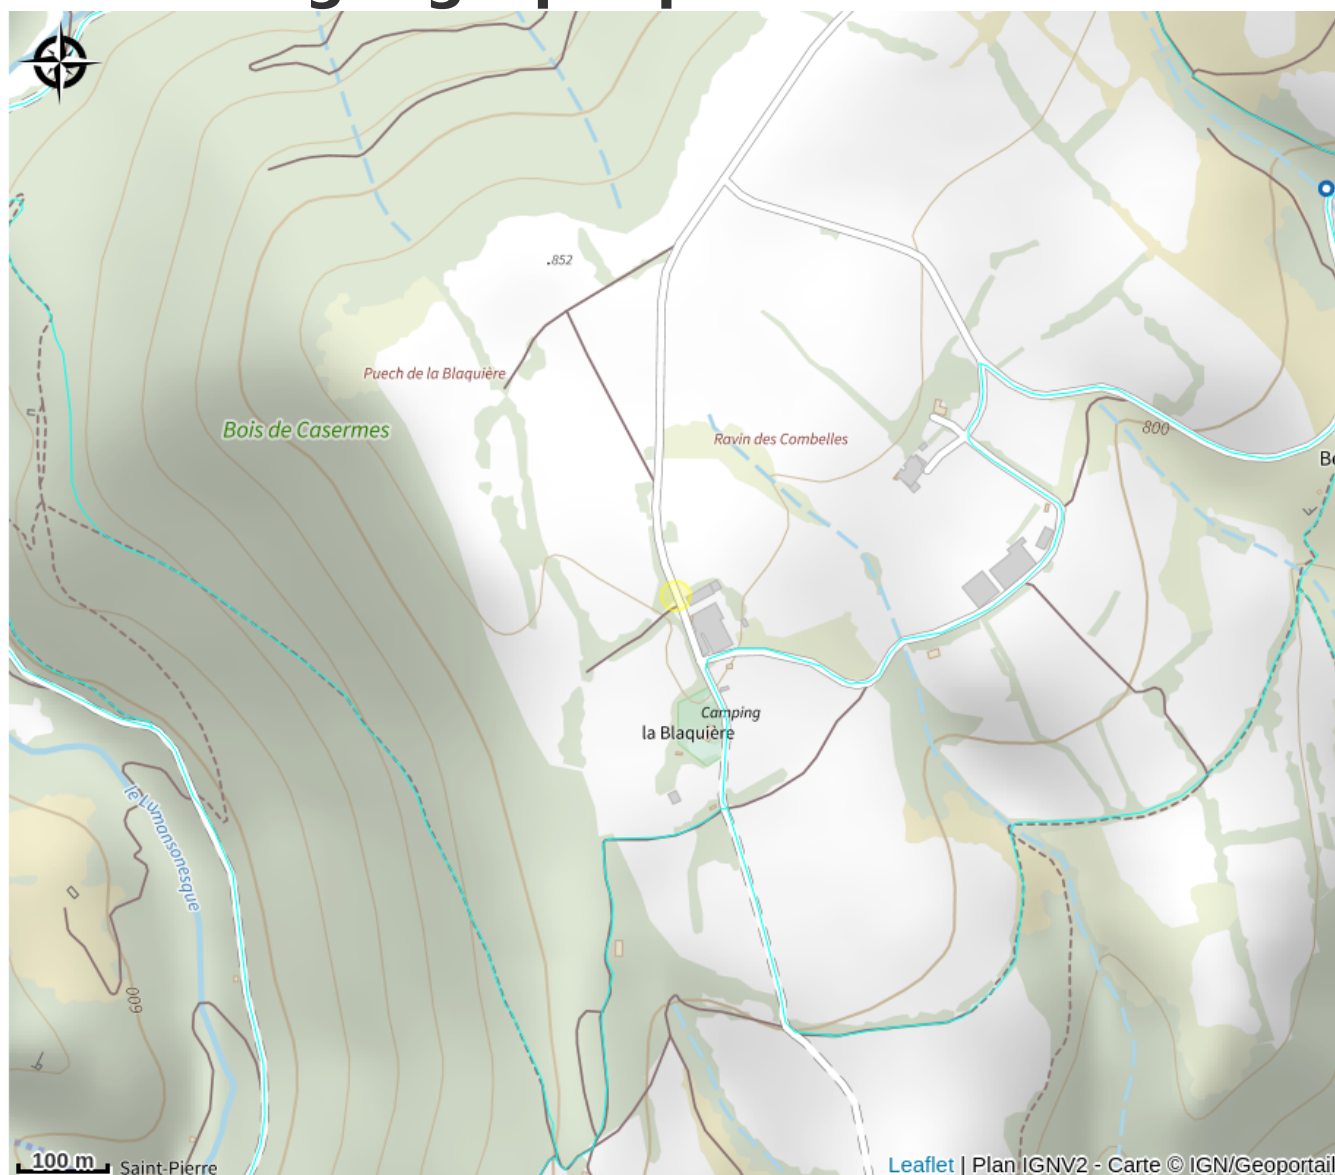 .852
Puech de la Blaquière
Bois de Casermes
Ravin des Combelles
800
Camping
la Blaquière
le Lumansonesque
600
100 m
Saint-Pierre
Leaflet | Plan IGNV2 - Carte © IGN/Geoportail